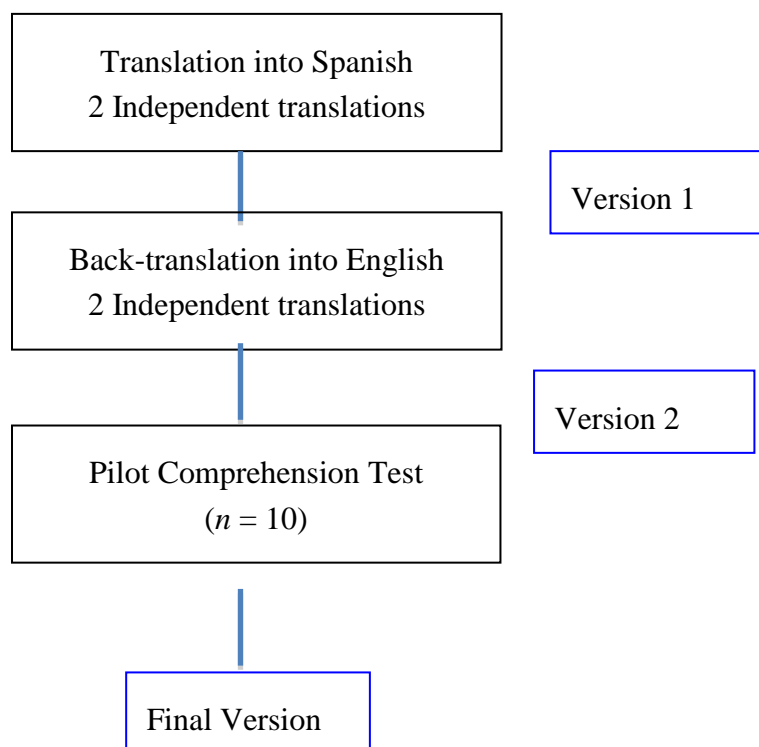 Translation into Spanish
2 Independent translations
Version 1
Back-translation into English
2 Independent translations
Version 2
Pilot Comprehension Test
(n = 10)
Final Version